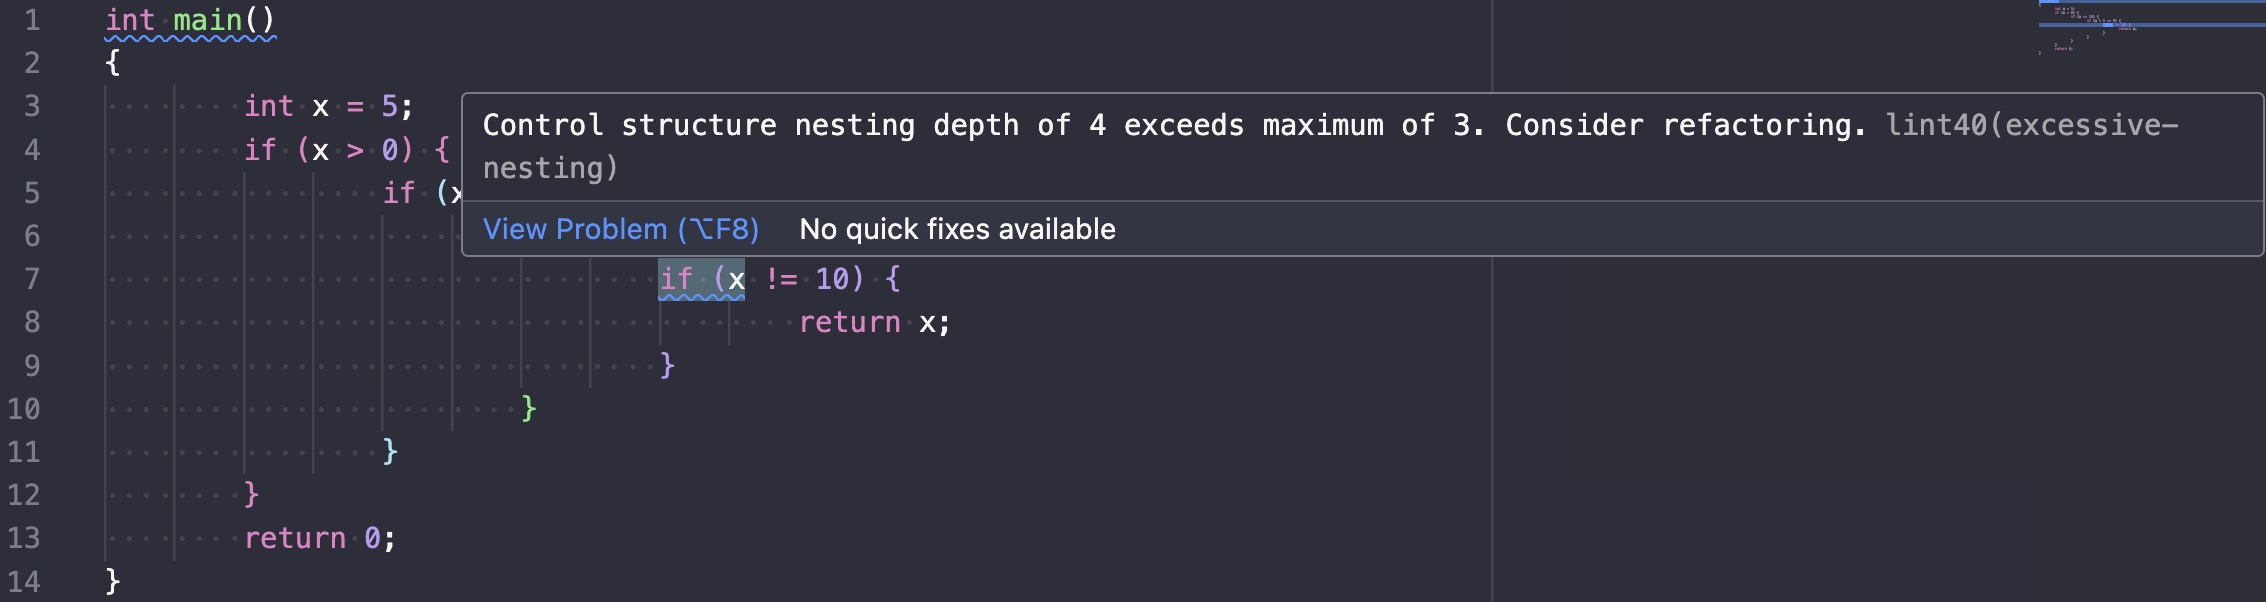 1 int main()
2 {
3 int x = 5;
4 if (x > 0) {
5 if (x
6
7 if (x != 10) {
8 return x;
9 }
10 }
11 }
12 }
13 return 0;
14 }
Control structure nesting depth of 4 exceeds maximum of 3. Consider refactoring. lint40(excessive-
nesting)
View Problem (⌥F8) No quick fixes available